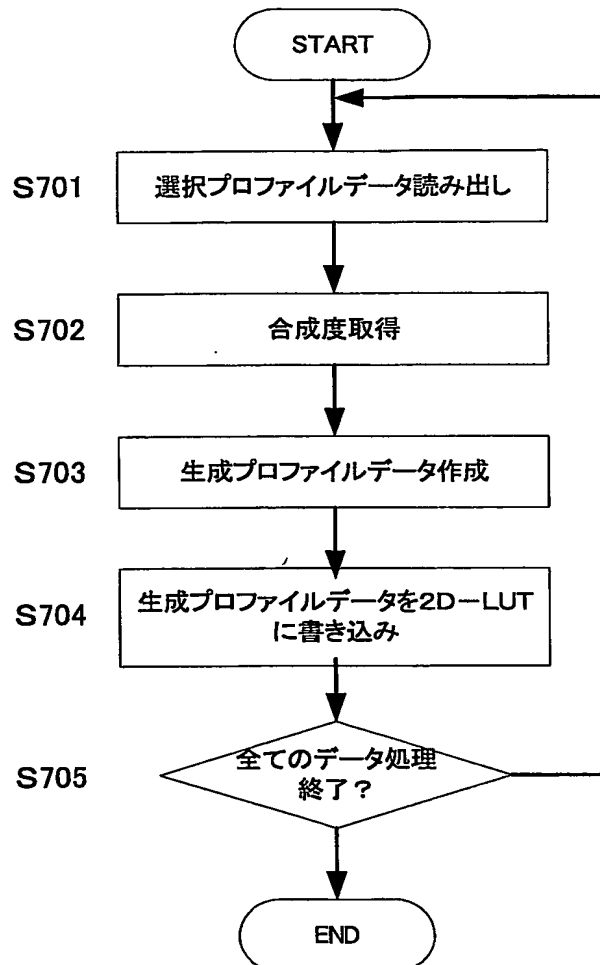 START
S701
選択プロファイルデータ読み出し
S702
合成度取得
S703
生成プロファイルデータ作成
S704
生成プロファイルデータを2D－LUT
に書き込み
S705
全てのデータ処理
終了？
END